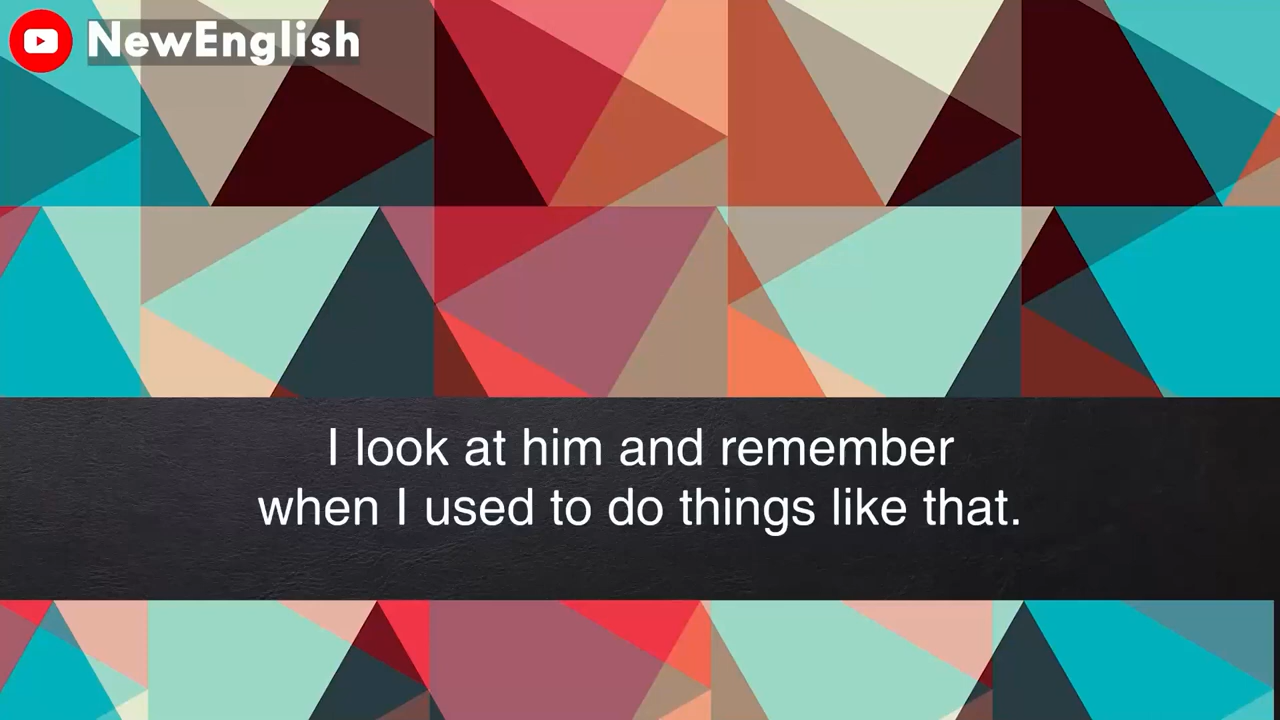 NewEnglish
I look at him and remember
when I used to do things like that.